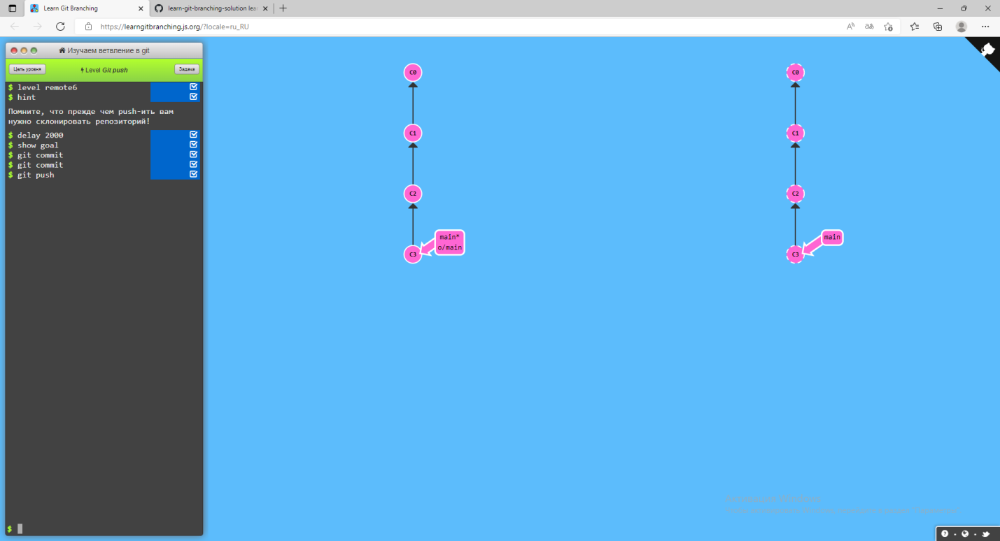 Learn Git Branching
learn-git-branching-solution lea
https://learngitbranching.js.org/?locale=ru_RU
Изучаем ветвление в git
Цель уровня
Level Git push
Задача
$ level remote6
$ hint
Помните, что прежде чем push-ить вам
нужно склонировать репозиторий!
$ delay 2000
$ show goal
$ git commit
$ git commit
$ git push
$
C0
C1
C2
main*
o/main
C3
C0
C1
C2
main
C3